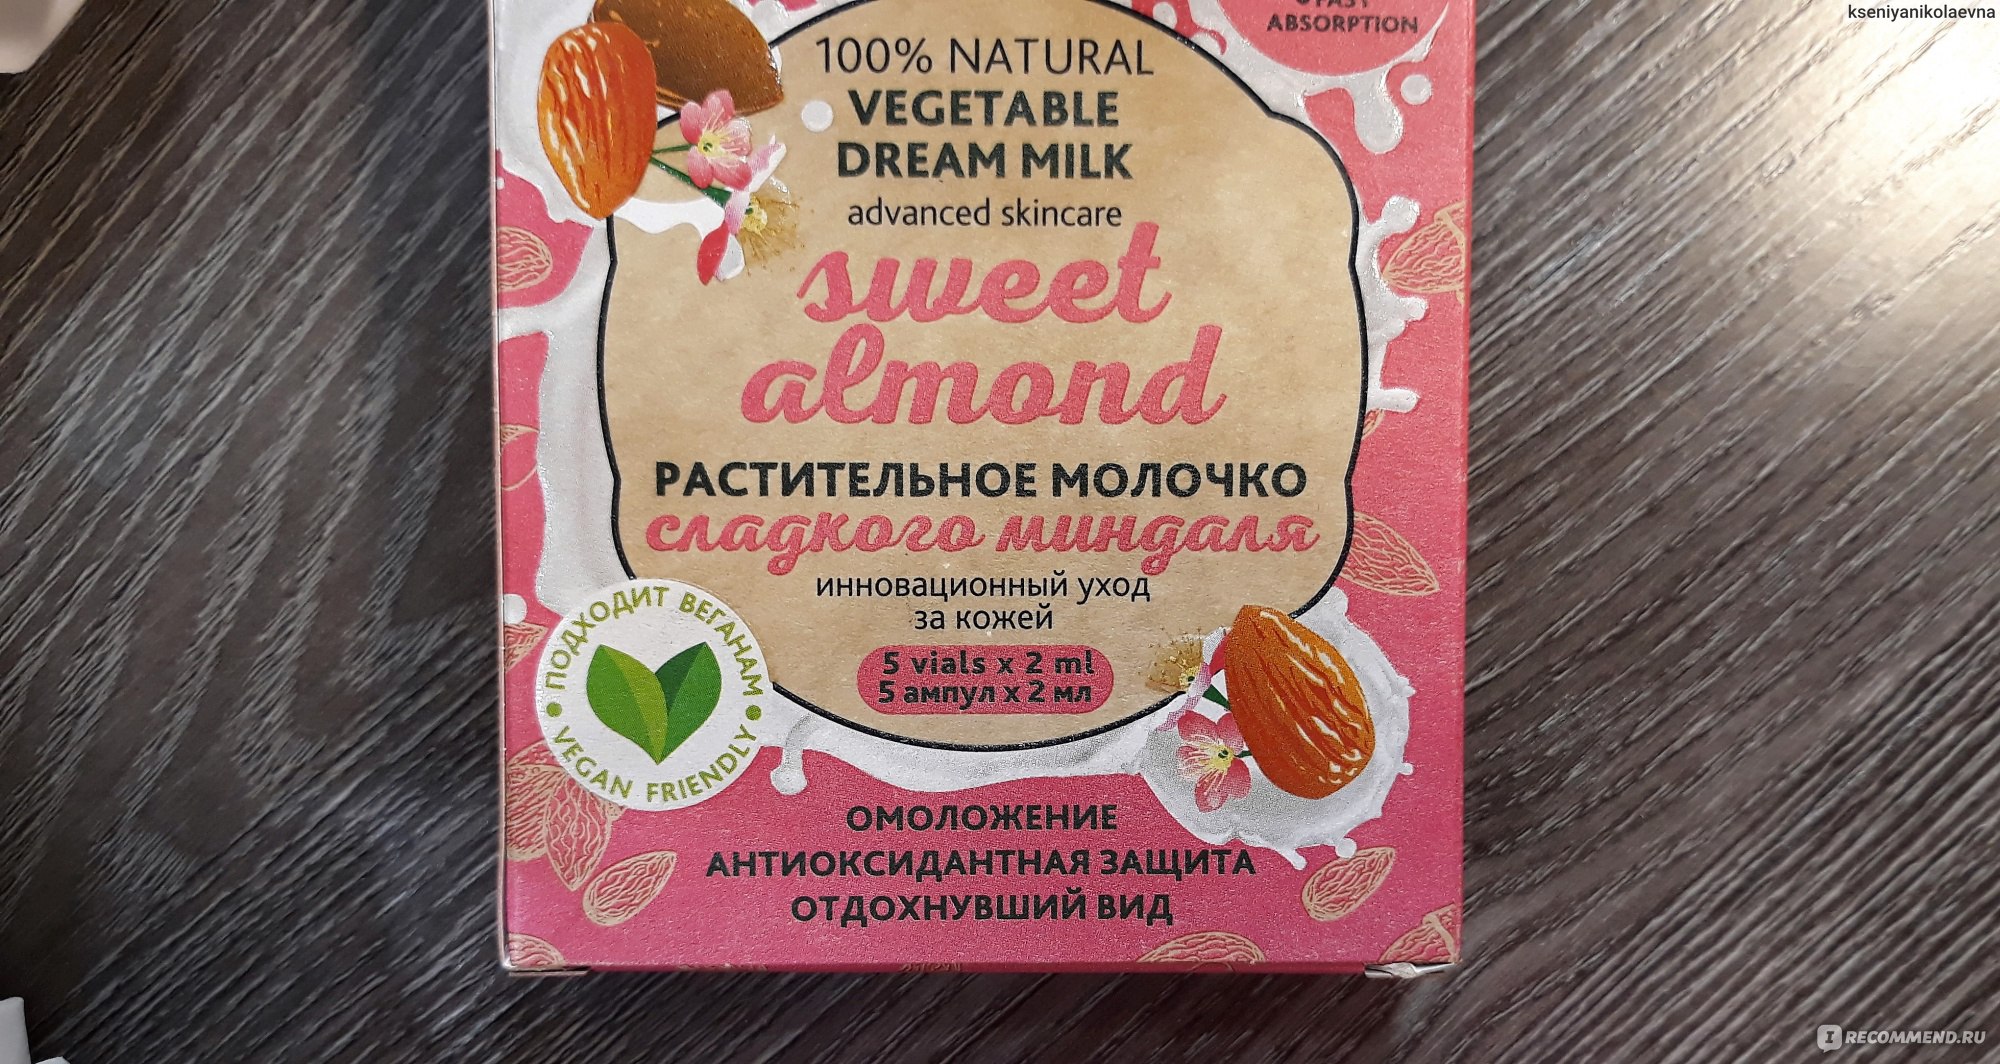 kseniyanikolaevna
FAST
ABSORPTION
100% NATURAL
VEGETABLE
DREAM MILK
advanced skincare
sweet
almond
РАСТИТЕЛЬНОЕ МОЛОЧКО
сладкого миндаля
инновационный уход
за кожей
5 vials x 2 ml
5 ампул x 2 мл
ПОДХОДИТ ВЕГАНАМ
VEGAN FRIENDLY
ОМОЛОЖЕНИЕ
АНТИОКСИДАНТНАЯ ЗАЩИТА
ОТДОХНУВШИЙ ВИД
I RECOMMEND.RU